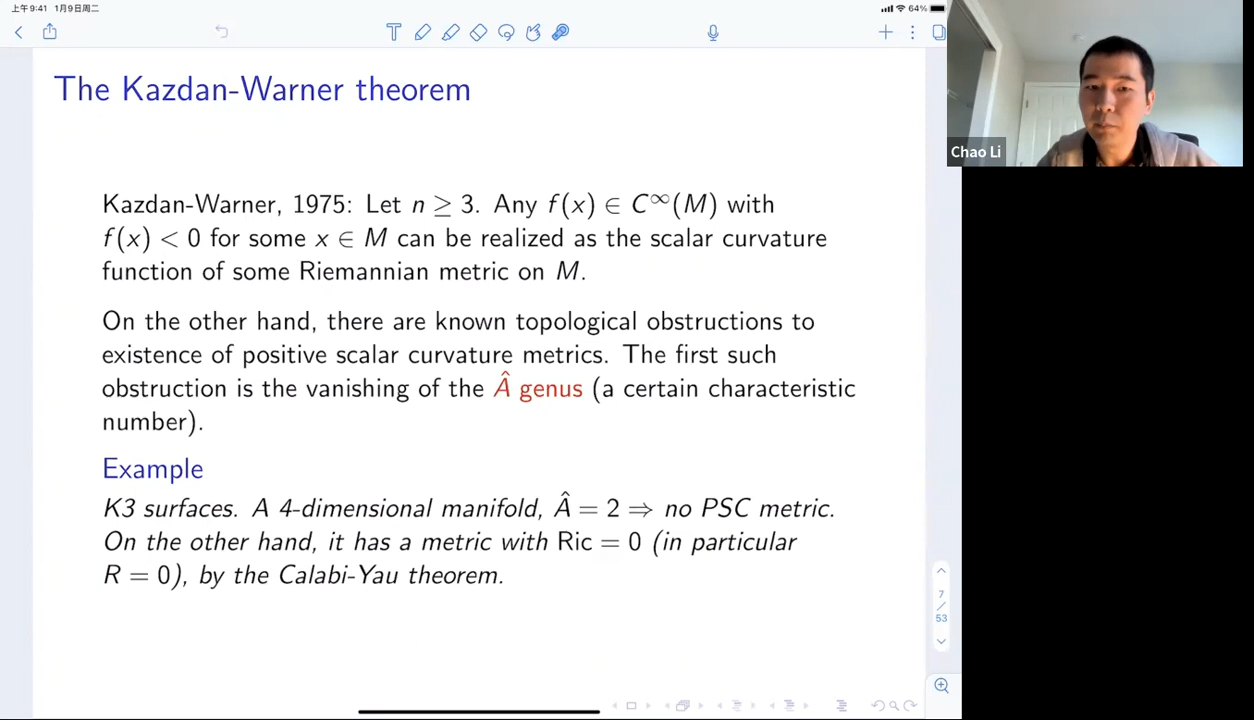 上午9:41 1月9日周二
64%
The Kazdan-Warner theorem
Chao Li
Kazdan-Warner, 1975: Let n ≥ 3. Any f(x) ∈ C∞(M) with
f(x) < 0 for some x ∈ M can be realized as the scalar curvature
function of some Riemannian metric on M.
On the other hand, there are known topological obstructions to
existence of positive scalar curvature metrics. The first such
obstruction is the vanishing of the Â genus (a certain characteristic
number).
Example
K3 surfaces. A 4-dimensional manifold, Â = 2 ⇒ no PSC metric.
On the other hand, it has a metric with Ric = 0 (in particular
R = 0), by the Calabi-Yau theorem.
7
/
53